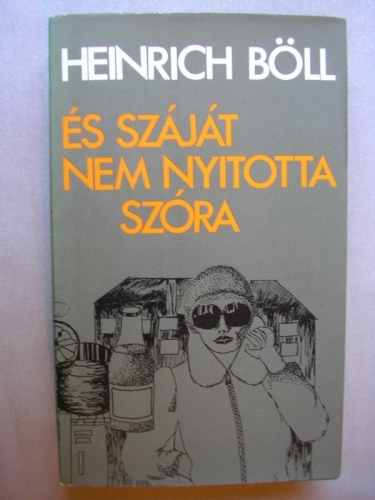 HEINRICH BÖLL
ÉS SZÁJÁT
NEM NYITOTTA
SZÓRA